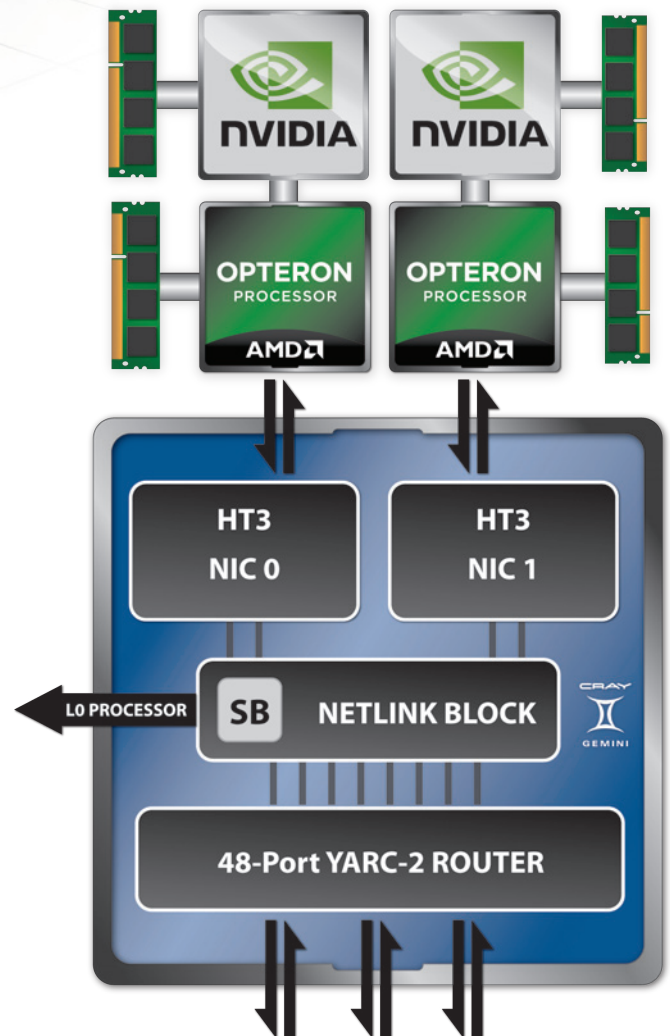 NVIDIA
NVIDIA
OPTERON
PROCESSOR
AMD
OPTERON
PROCESSOR
AMD
HT3
NIC 0
HT3
NIC 1
L0 PROCESSOR
SB
NETLINK BLOCK
CRAY
GEMINI
48-Port YARC-2 ROUTER